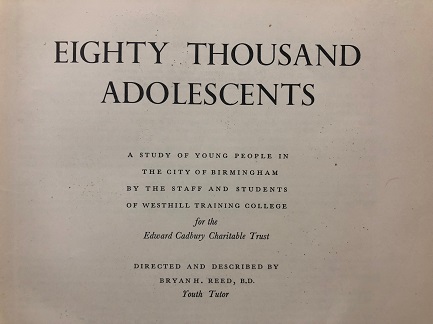 EIGHTY THOUSAND
ADOLESCENTS
A STUDY OF YOUNG PEOPLE IN
THE CITY OF BIRMINGHAM
BY THE STAFF AND STUDENTS
OF WESTHILL TRAINING COLLEGE
for the
Edward Cadbury Charitable Trust
DIRECTED AND DESCRIBED BY
BRYAN H. REED, B.D.
Youth Tutor